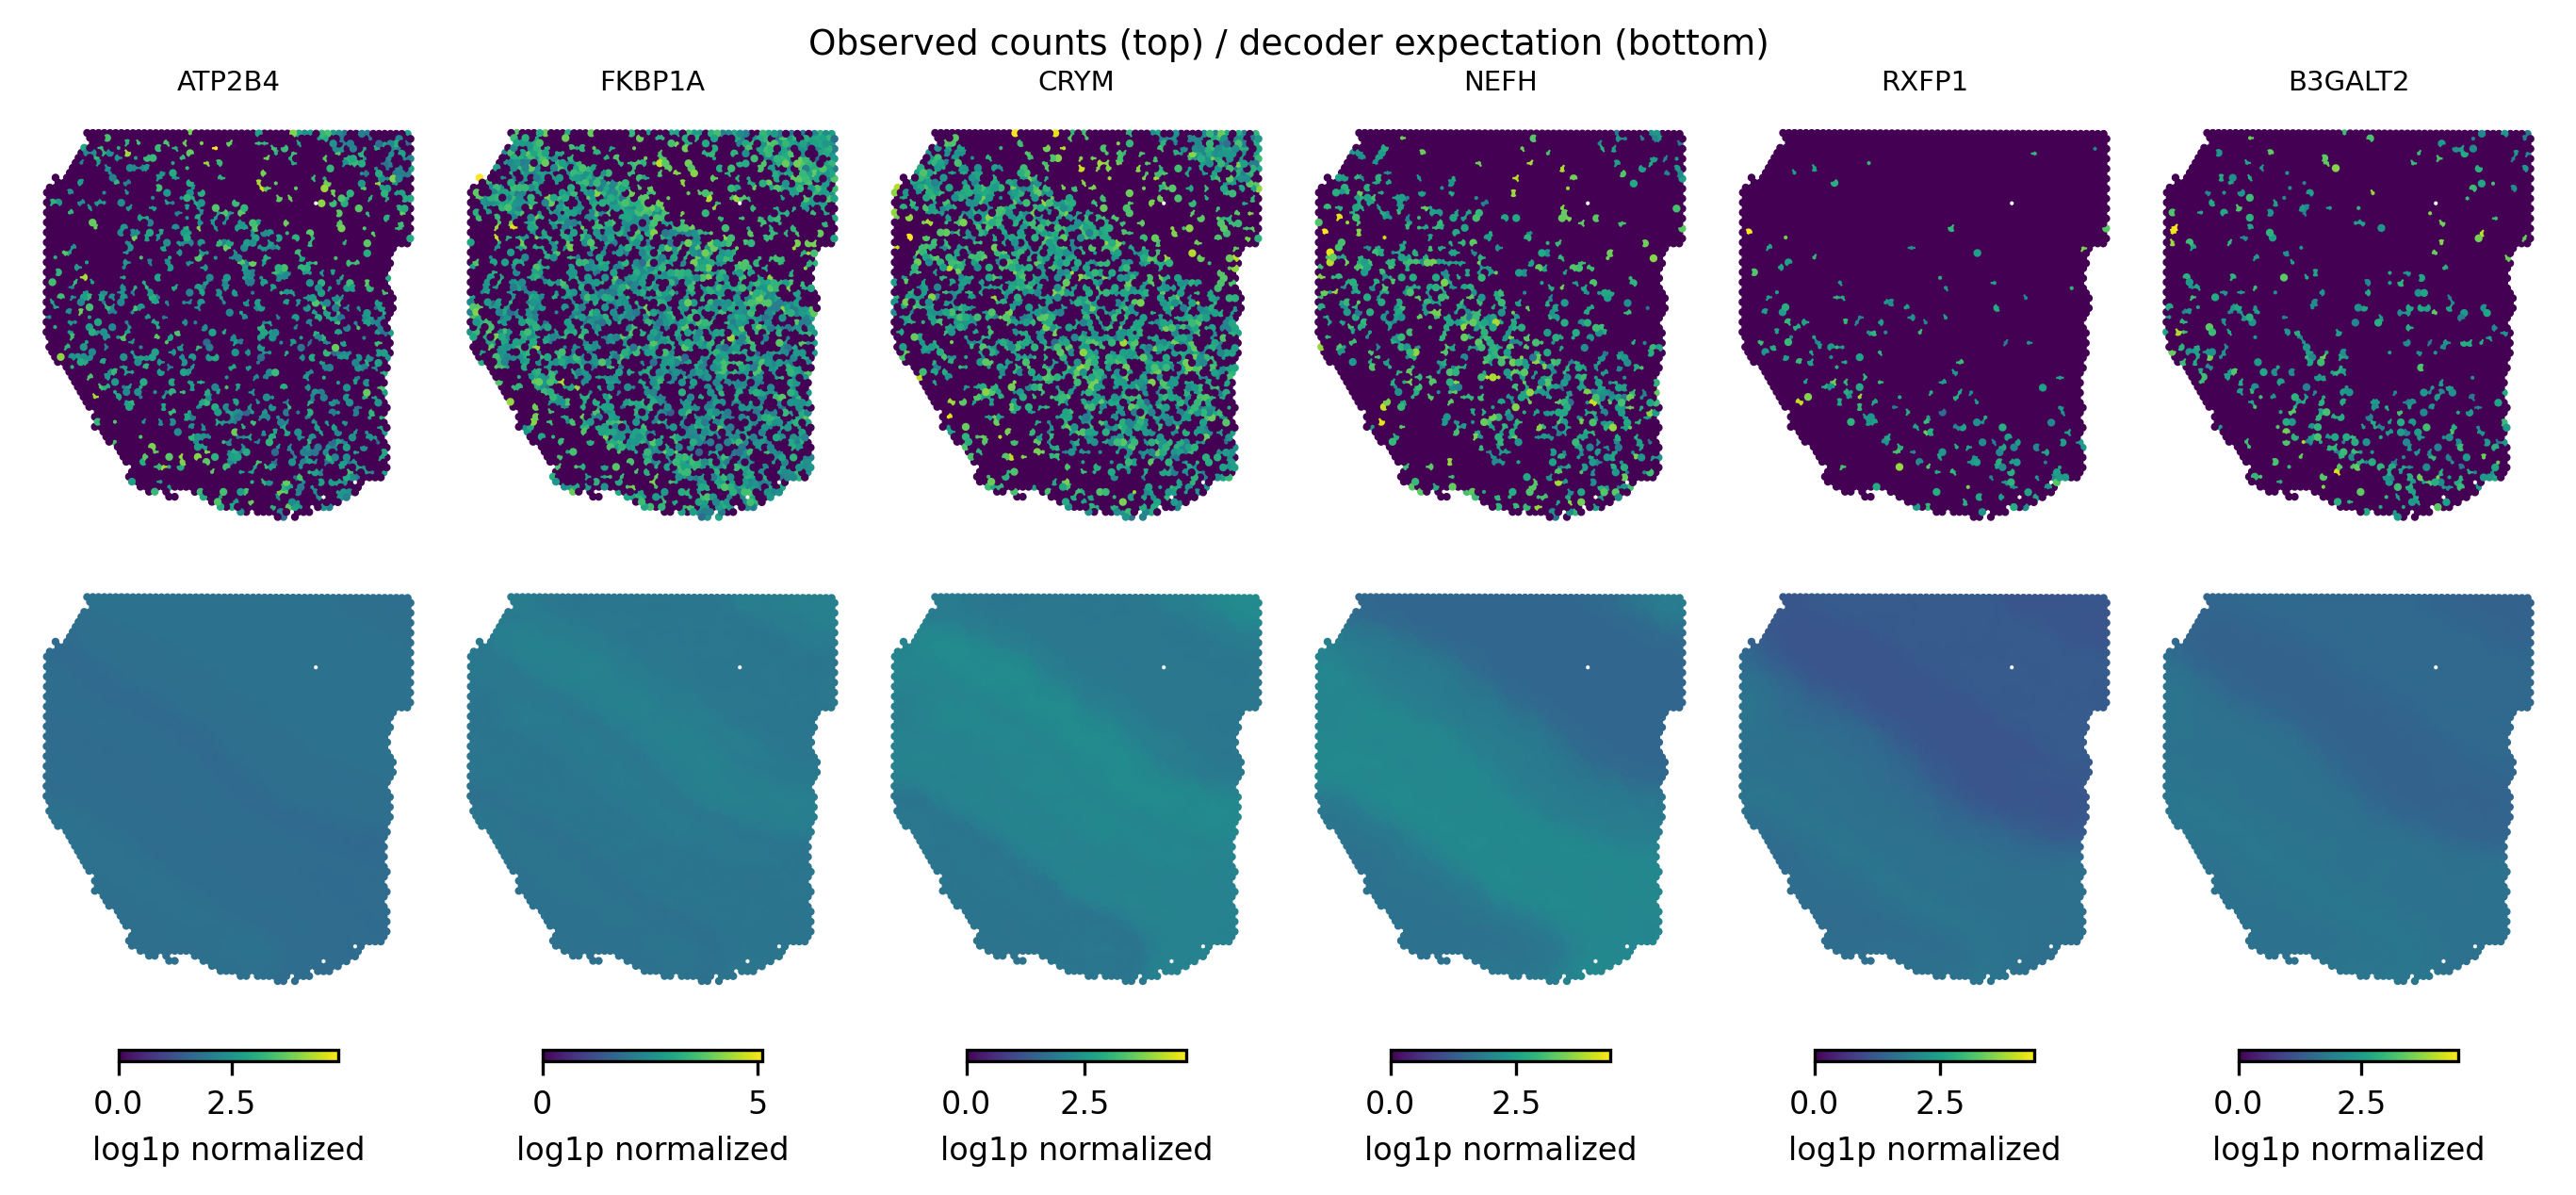 Observed counts (top) / decoder expectation (bottom)
ATP2B4 FKBP1A CRYM NEFH RXFP1 B3GALT2
0.0 2.5 0 5 0.0 2.5 0.0 2.5 0.0 2.5 0.0 2.5
log1p normalized log1p normalized log1p normalized log1p normalized log1p normalized log1p normalized